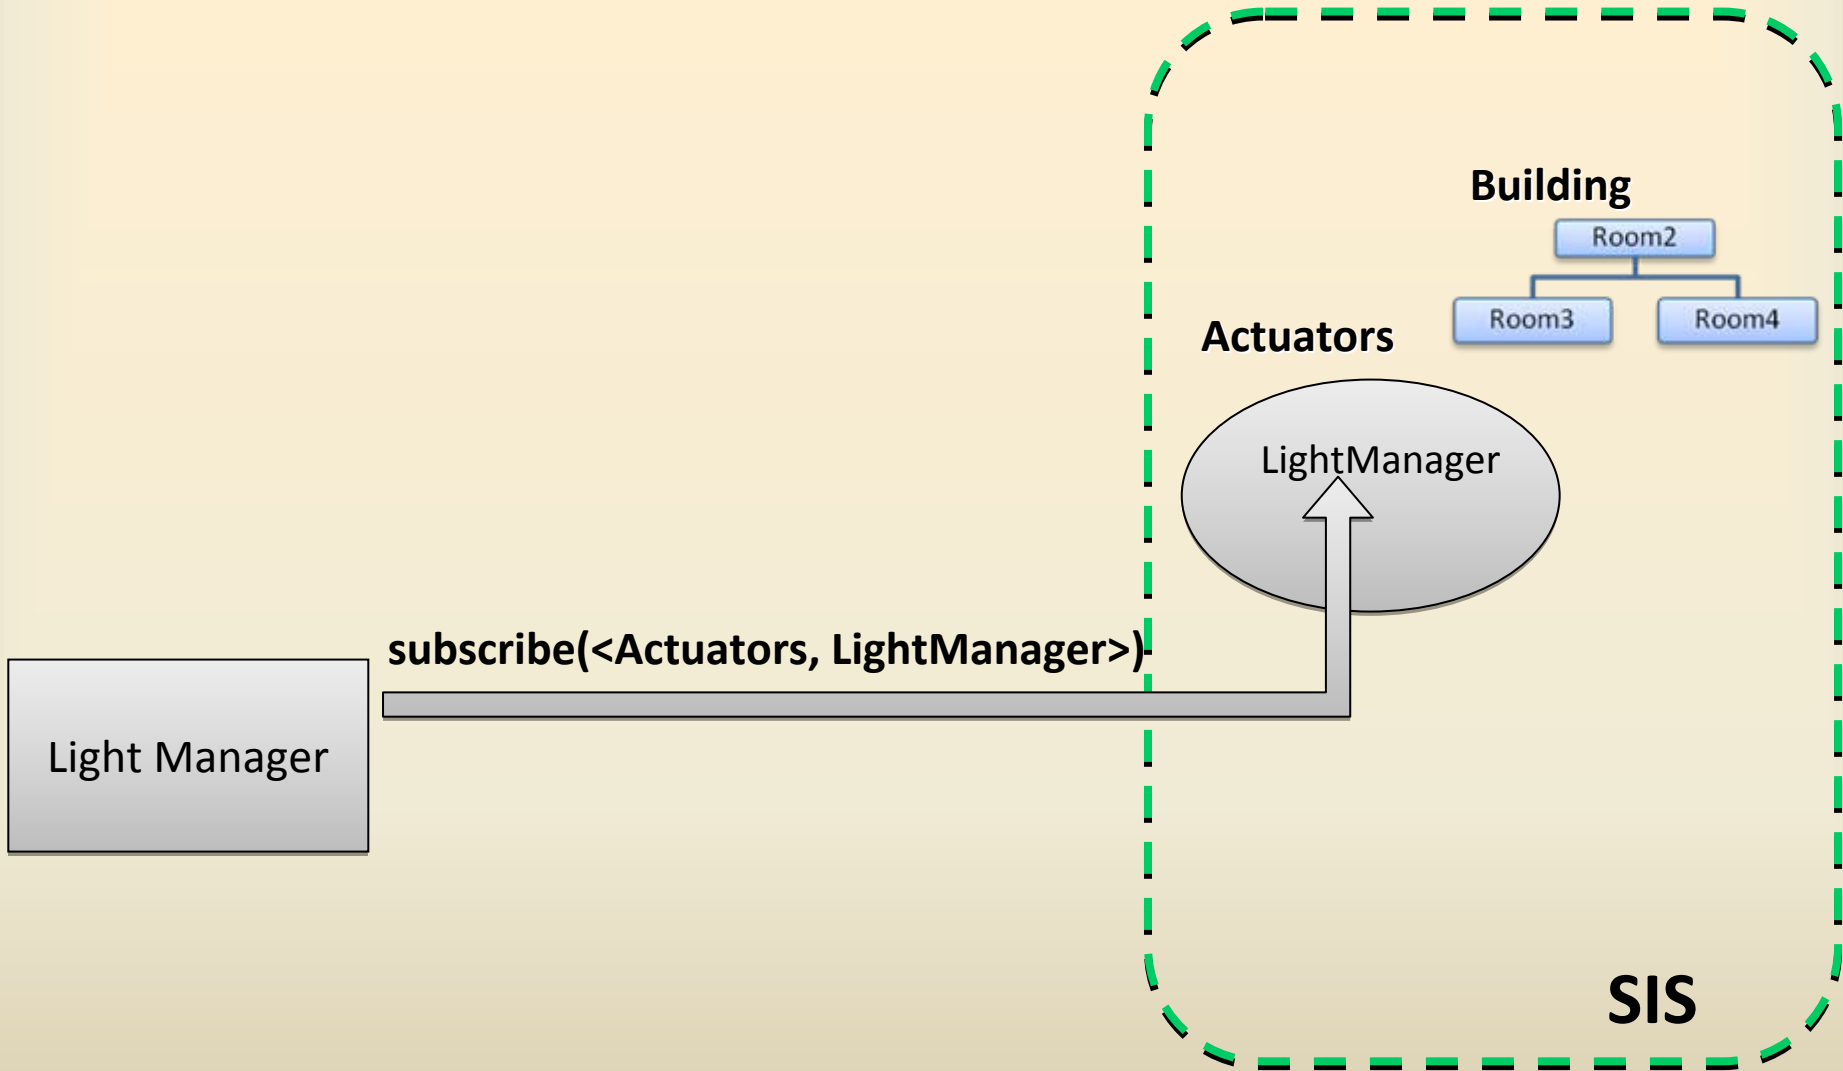 Building
Room2
Room3 Room4
Actuators
LightManager
subscribe(<Actuators, LightManager>)
Light Manager
SIS